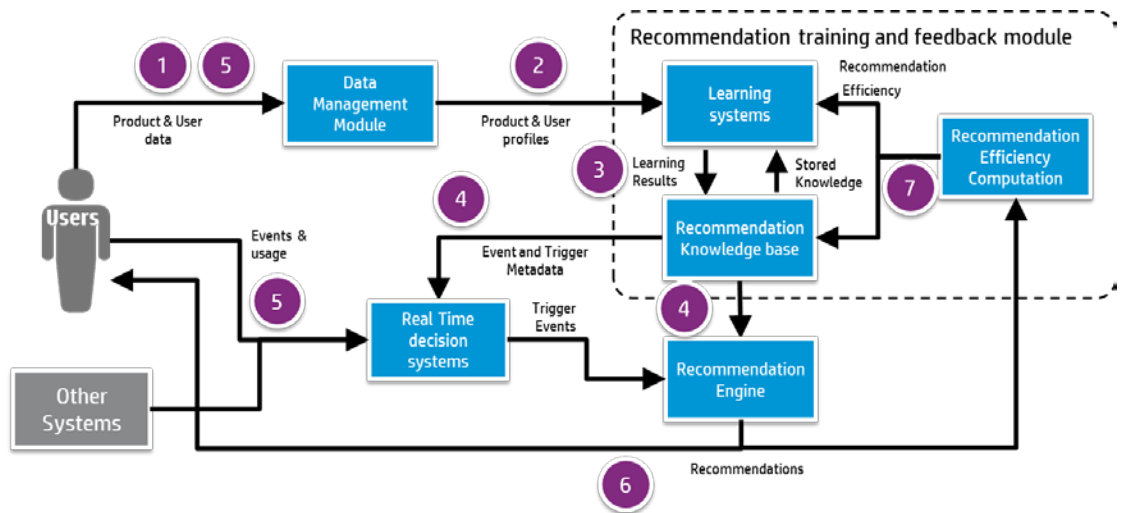 Recommendation training and feedback module
1
5
2
Data
Management
Module
Learning
systems
Recommendation
Efficiency
Product & User
data
Product & User
profiles
Recommendation
Efficiency
Computation
3
Learning
Results
Stored
Knowledge
7
4
Users
Events &
usage
Event and Trigger
Metadata
Recommendation
Knowledge base
5
4
Real Time
decision
systems
Trigger
Events
Recommendation
Engine
Other
Systems
6
Recommendations